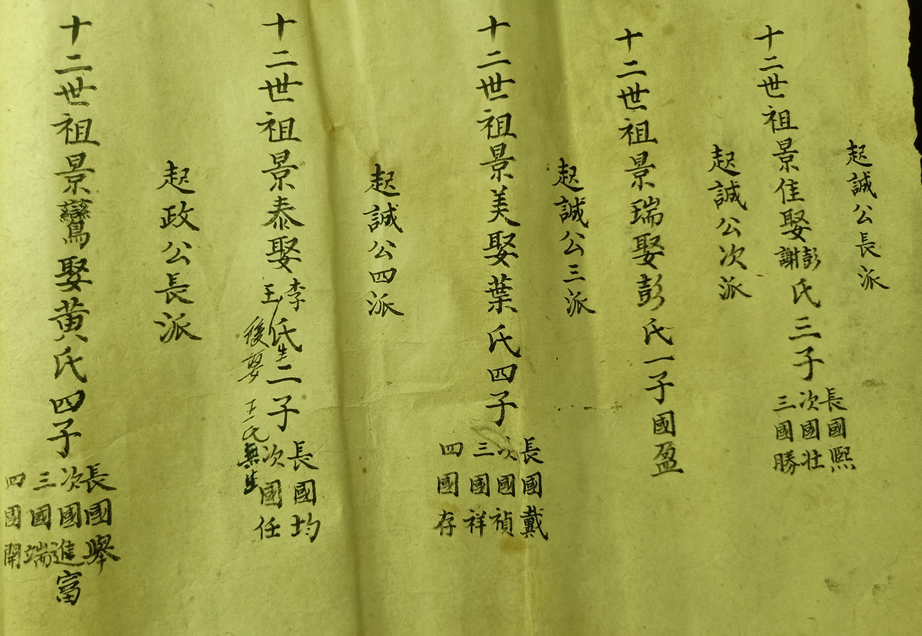 起誠公長派
十二世祖景佳娶彭謝氏三子
長國熙
次國壯
三國勝
起誠公次派
十二世祖景瑞娶彭氏一子國盈
起誠公三派
十二世祖景美娶葉氏四子
長國戴
次國禎
三國祥
四國存
起誠公四派
十二世祖景泰娶李王氏生二子
長國均
次國任
後娶王氏無生
起政公長派
十二世祖景鸞娶黃氏四子
長國舉
次國進富
三國端
四國開